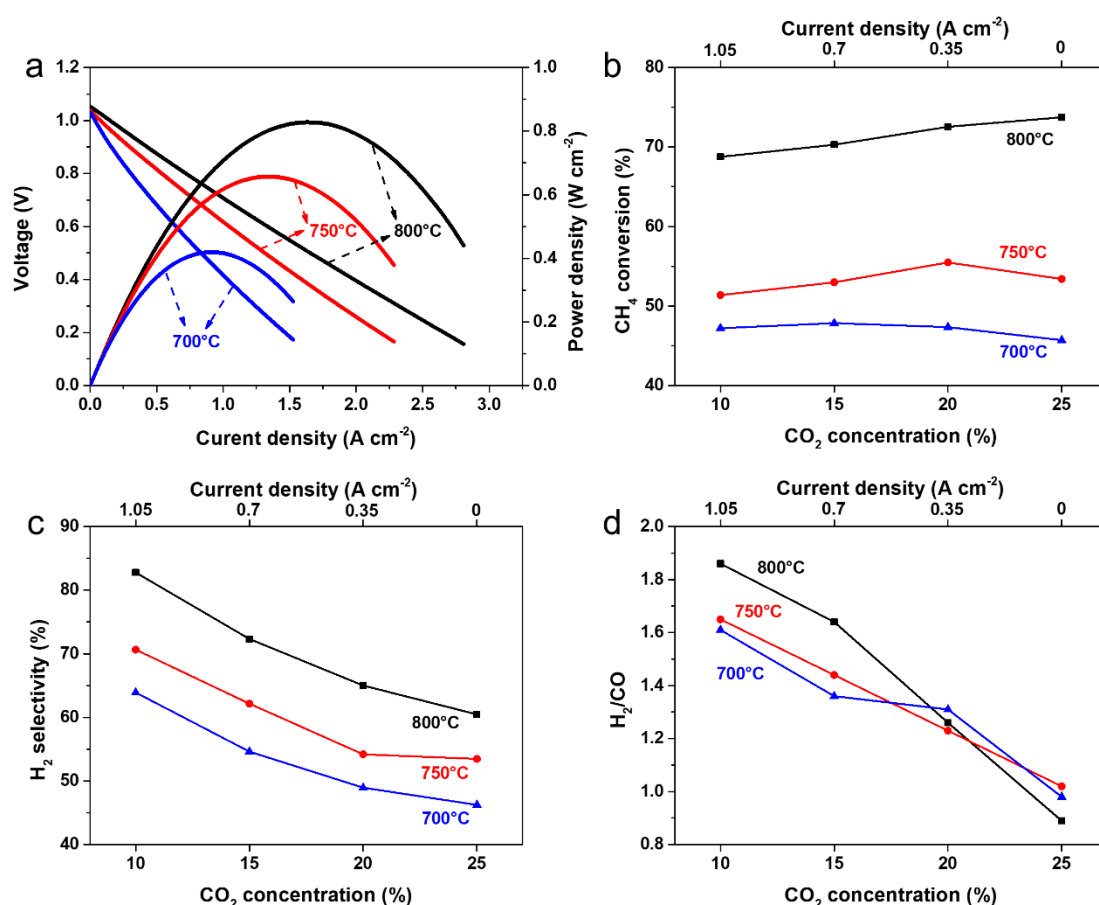 a
1.2
1.0
0.8
0.6
0.4
0.2
0.0
Voltage (V)
0.0 0.5 1.0 1.5 2.0 2.5 3.0
Curent density (A cm⁻²)
1.0
0.8
0.6
0.4
0.2
0.0
Power density (W cm⁻²)
750°C
800°C
700°C
b
Current density (A cm⁻²)
1.05 0.7 0.35 0
80
70
60
50
40
CH₄ conversion (%)
800°C
750°C
700°C
10 15 20 25
CO₂ concentration (%)
c
Current density (A cm⁻²)
1.05 0.7 0.35 0
90
80
70
60
50
40
H₂ selectivity (%)
800°C
750°C
700°C
10 15 20 25
CO₂ concentration (%)
d
Current density (A cm⁻²)
1.05 0.7 0.35 0
2.0
1.8
1.6
1.4
1.2
1.0
0.8
H₂/CO
800°C
750°C
700°C
10 15 20 25
CO₂ concentration (%)